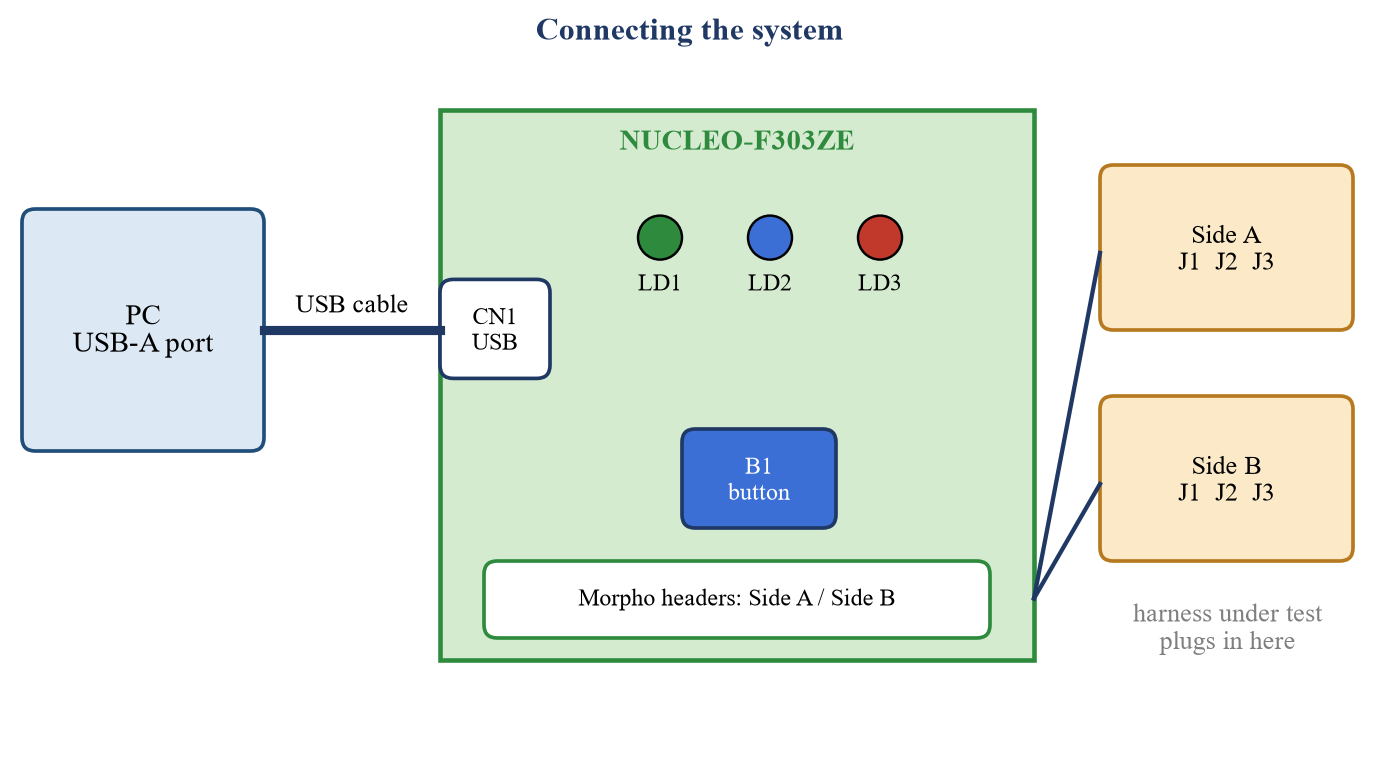 Connecting the system
NUCLEO-F303ZE
LD1
LD2
LD3
PC
USB-A port
USB cable
CN1
USB
B1
button
Morpho headers: Side A / Side B
Side A
J1 J2 J3
Side B
J1 J2 J3
harness under test
plugs in here